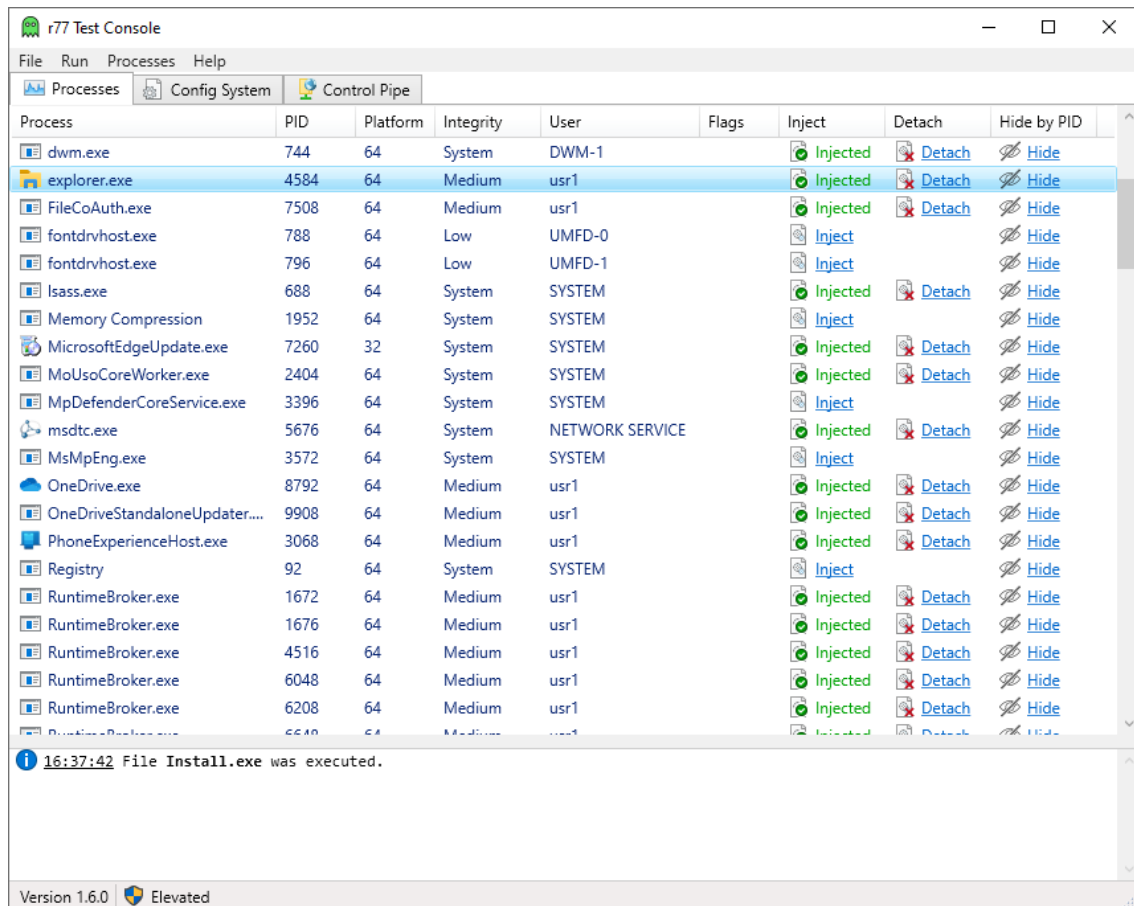 r77 Test Console
File Run Processes Help
Processes Config System Control Pipe
Process PID Platform Integrity User Flags Inject Detach Hide by PID
dwm.exe 744 64 System DWM-1 Injected Detach Hide
explorer.exe 4584 64 Medium usr1 Injected Detach Hide
FileCoAuth.exe 7508 64 Medium usr1 Injected Detach Hide
fontdrvhost.exe 788 64 Low UMFD-0 Inject Hide
fontdrvhost.exe 796 64 Low UMFD-1 Inject Hide
lsass.exe 688 64 System SYSTEM Injected Detach Hide
Memory Compression 1952 64 System SYSTEM Inject Hide
MicrosoftEdgeUpdate.exe 7260 32 System SYSTEM Injected Detach Hide
MoUsoCoreWorker.exe 2404 64 System SYSTEM Injected Detach Hide
MpDefenderCoreService.exe 3396 64 System SYSTEM Inject Hide
msdtc.exe 5676 64 System NETWORK SERVICE Injected Detach Hide
MsMpEng.exe 3572 64 System SYSTEM Inject Hide
OneDrive.exe 8792 64 Medium usr1 Injected Detach Hide
OneDriveStandaloneUpdater.... 9908 64 Medium usr1 Injected Detach Hide
PhoneExperienceHost.exe 3068 64 Medium usr1 Injected Detach Hide
Registry 92 64 System SYSTEM Inject Hide
RuntimeBroker.exe 1672 64 Medium usr1 Injected Detach Hide
RuntimeBroker.exe 1676 64 Medium usr1 Injected Detach Hide
RuntimeBroker.exe 4516 64 Medium usr1 Injected Detach Hide
RuntimeBroker.exe 6048 64 Medium usr1 Injected Detach Hide
RuntimeBroker.exe 6208 64 Medium usr1 Injected Detach Hide
16:37:42 File Install.exe was executed.
Version 1.6.0 Elevated